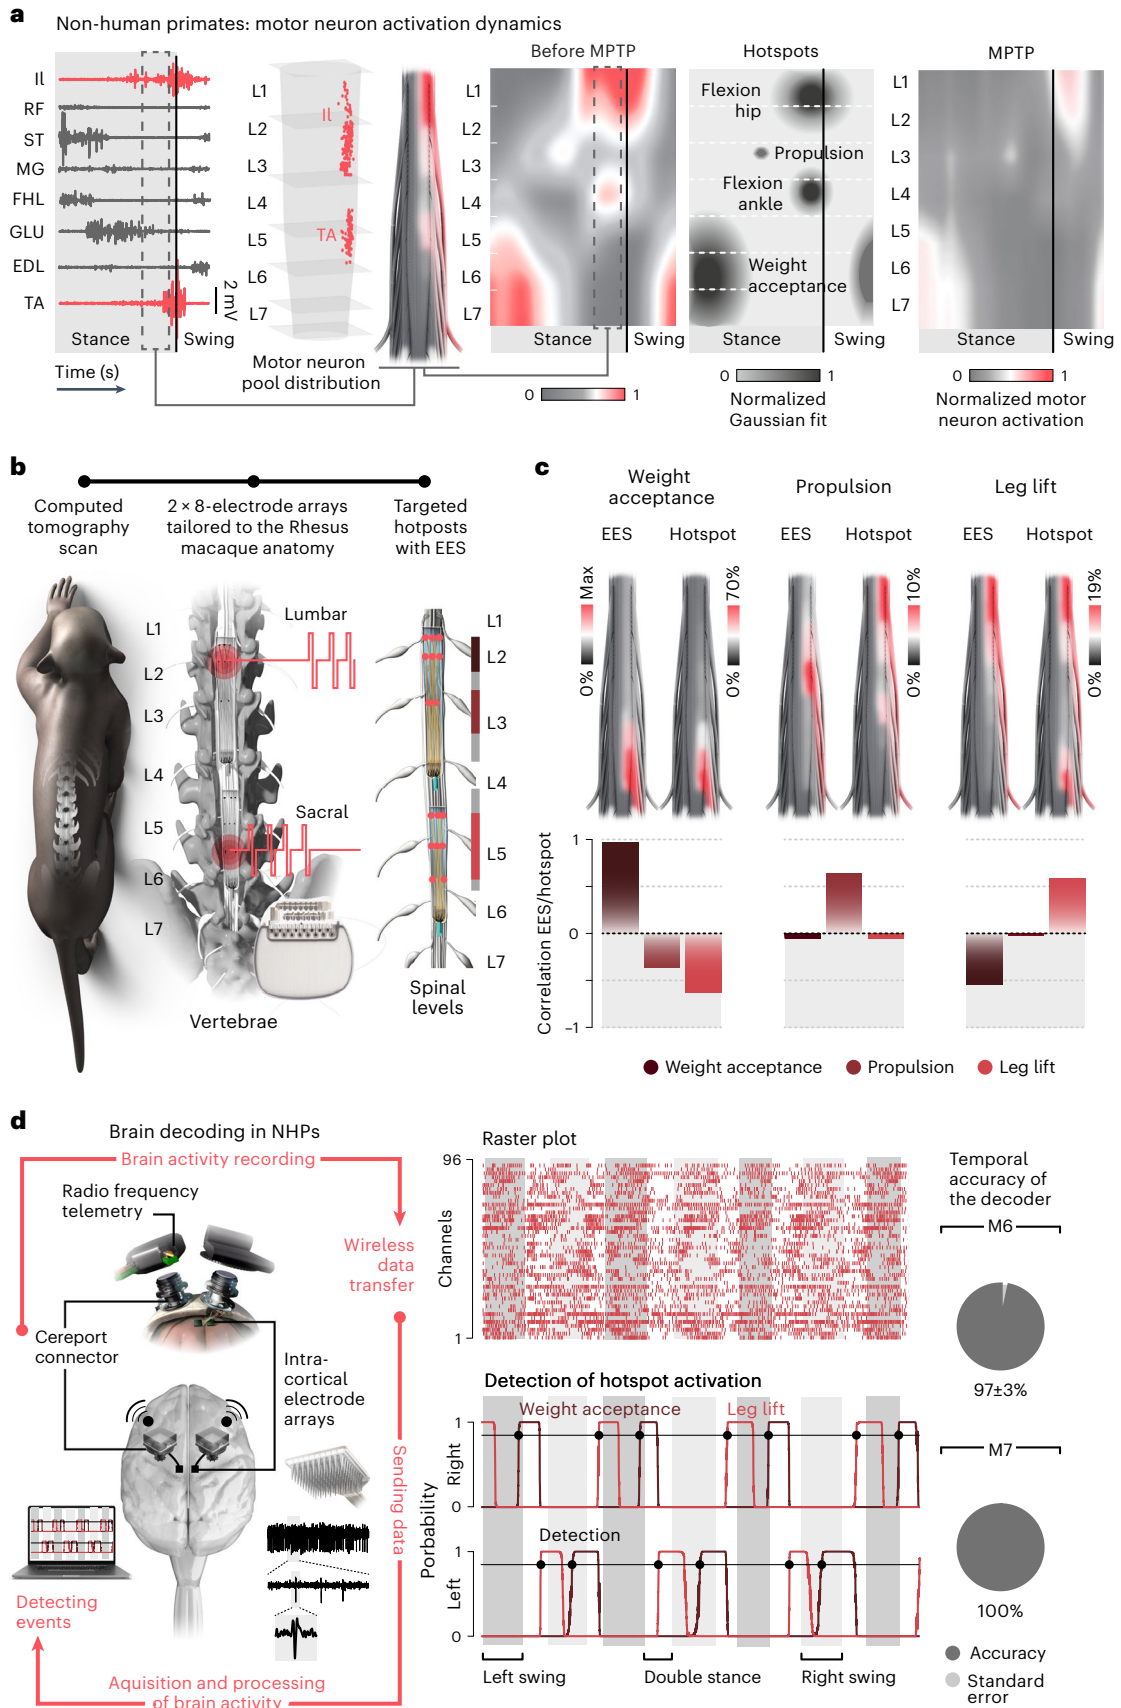 a
Non-human primates: motor neuron activation dynamics
Il
RF
ST
MG
FHL
GLU
EDL
TA
2 mV
Stance
Swing
Time (s)
L1
L2
L3
L4
L5
L6
L7
Il
TA
Motor neuron
pool distribution
Before MPTP
L1
L2
L3
L4
L5
L6
L7
Stance
Swing
0
1
Hotspots
Flexion
hip
Propulsion
Flexion
ankle
Weight
acceptance
Stance
Swing
0
1
Normalized
Gaussian fit
MPTP
L1
L2
L3
L4
L5
L6
L7
Stance
Swing
0
1
Normalized motor
neuron activation
b
Computed
tomography
scan
2 × 8-electrode arrays
tailored to the Rhesus
macaque anatomy
Targeted
hotposts
with EES
L1
L2
L3
L4
L5
L6
L7
Lumbar
Sacral
Vertebrae
L1
L2
L3
L4
L5
L6
L7
Spinal
levels
c
Weight
acceptance
Propulsion
Leg lift
EES
Hotspot
EES
Hotspot
EES
Hotspot
Max
0%
70%
0%
10%
0%
19%
0%
Correlation EES/hotspot
1
0
–1
Weight acceptance
Propulsion
Leg lift
d
Brain decoding in NHPs
Brain activity recording
Radio frequency
telemetry
Wireless
data
transfer
Cereport
connector
Intra-
cortical
electrode
arrays
Sending data
Detecting
events
Aquisition and processing
of brain activity
Raster plot
96
Channels
1
Detection of hotspot activation
Weight acceptance
Leg lift
1
Right
0
Porbability
Detection
1
Left
0
Left swing
Double stance
Right swing
Temporal
accuracy of
the decoder
M6
97±3%
M7
100%
Accuracy
Standard
error